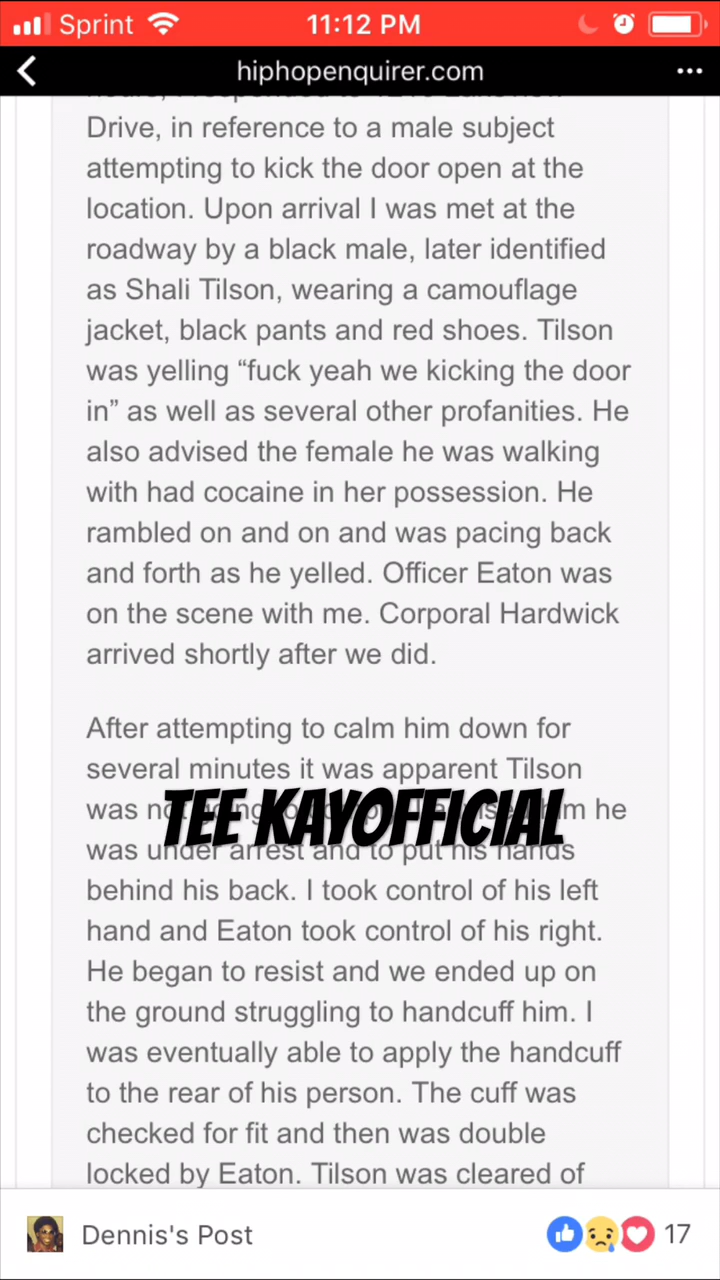 Sprint
11:12 PM
hiphopenquirer.com
Drive, in reference to a male subject
attempting to kick the door open at the
location. Upon arrival I was met at the
roadway by a black male, later identified
as Shali Tilson, wearing a camouflage
jacket, black pants and red shoes. Tilson
was yelling “fuck yeah we kicking the door
in” as well as several other profanities. He
also advised the female he was walking
with had cocaine in her possession. He
rambled on and on and was pacing back
and forth as he yelled. Officer Eaton was
on the scene with me. Corporal Hardwick
arrived shortly after we did.
After attempting to calm him down for
several minutes it was apparent Tilson
was he
TEE KAYOFFICIAL
was under arrest and to put his hands
behind his back. I took control of his left
hand and Eaton took control of his right.
He began to resist and we ended up on
the ground struggling to handcuff him. I
was eventually able to apply the handcuff
to the rear of his person. The cuff was
checked for fit and then was double
locked by Eaton. Tilson was cleared of
Dennis's Post
17